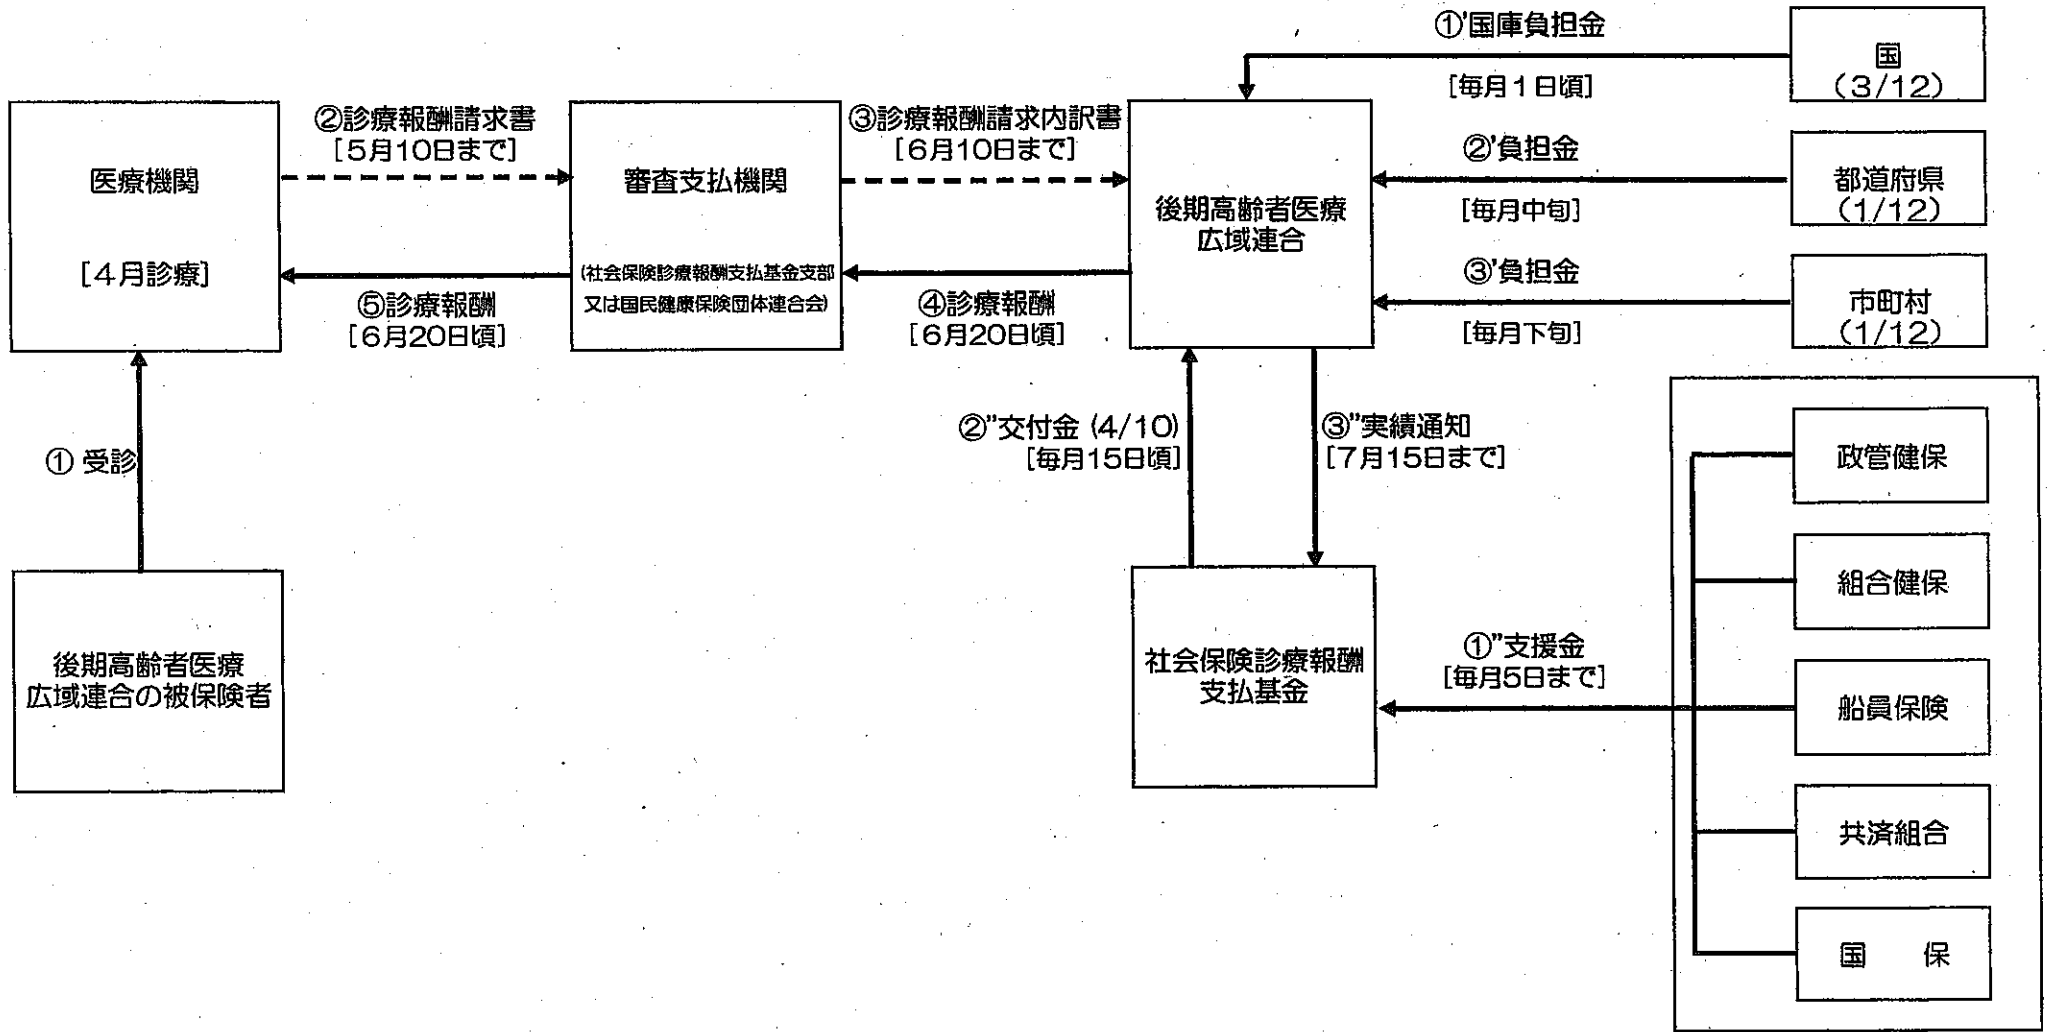 ①'国庫負担金
[毎月1日頃]
国
(3/12)
医療機関
[4月診療]
②診療報酬請求書
[5月10日まで]
審査支払機関
(社会保険診療報酬支払基金支部
又は国民健康保険団体連合会)
③診療報酬請求内訳書
[6月10日まで]
後期高齢者医療
広域連合
②'負担金
[毎月中旬]
都道府県
(1/12)
③'負担金
[毎月下旬]
市町村
(1/12)
⑤診療報酬
[6月20日頃]
④診療報酬
[6月20日頃]
① 受診
②”交付金 (4/10)
[毎月15日頃]
③”実績通知
[7月15日まで]
後期高齢者医療
広域連合の被保険者
社会保険診療報酬
支払基金
①”支援金
[毎月5日まで]
政管健保
組合健保
船員保険
共済組合
国　保